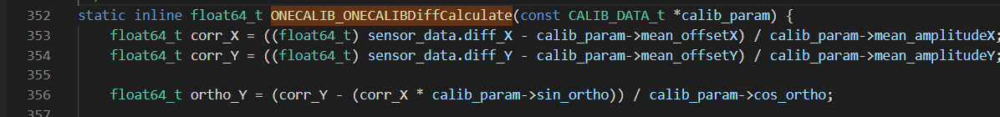 352 static inline float64_t ONECALIB_ONECALIBDiffCalculate(const CALIB_DATA_t *calib_param) {
353 float64_t corr_X = ((float64_t) sensor_data.diff_X - calib_param->mean_offsetX) / calib_param->mean_amplitudeX;
354 float64_t corr_Y = ((float64_t) sensor_data.diff_Y - calib_param->mean_offsetY) / calib_param->mean_amplitudeY;
355
356 float64_t ortho_Y = (corr_Y - (corr_X * calib_param->sin_ortho)) / calib_param->cos_ortho;
357